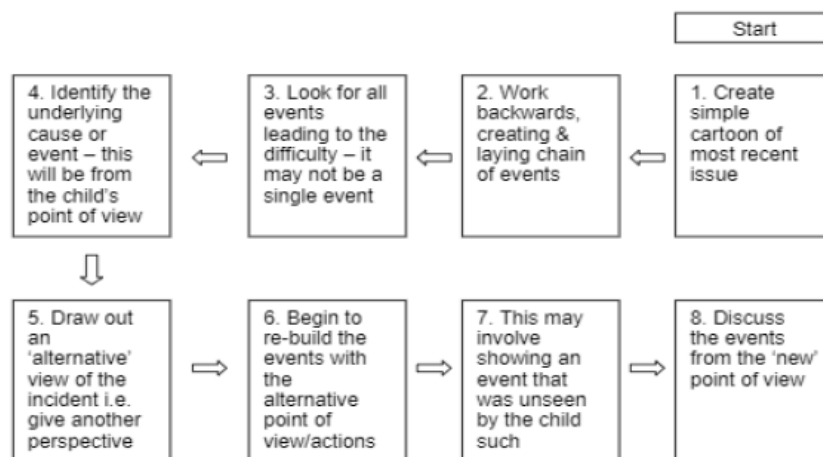 Start
1. Create
simple
cartoon of
most recent
issue
2. Work
backwards,
creating &
laying chain
of events
3. Look for all
events
leading to the
difficulty – it
may not be a
single event
4. Identify the
underlying
cause or
event – this
will be from
the child's
point of view
5. Draw out
an
'alternative'
view of the
incident i.e.
give another
perspective
6. Begin to
re-build the
events with
the
alternative
point of
view/actions
7. This may
involve
showing an
event that
was unseen
by the child
such
8. Discuss
the events
from the 'new'
point of view